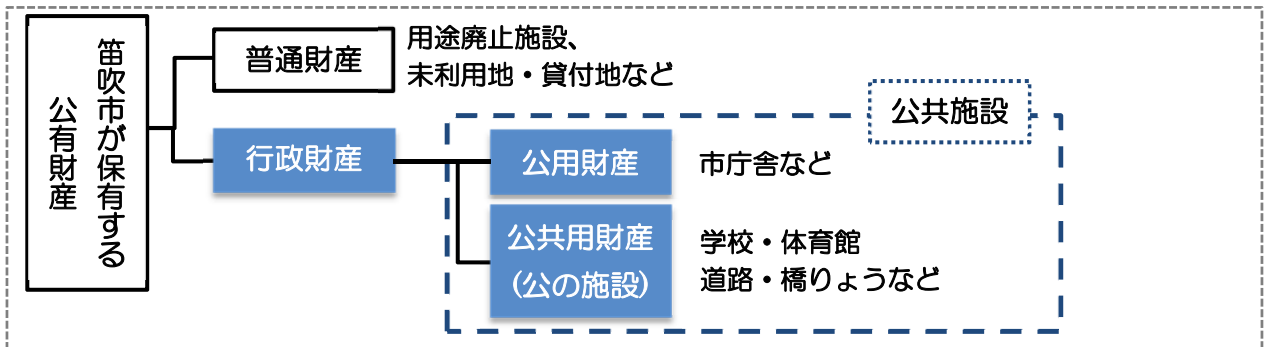 笛吹市が保有する
公有財産
普通財産
用途廃止施設、
未利用地・貸付地など
行政財産
公共施設
公用財産
市庁舎など
公共用財産
(公の施設)
学校・体育館
道路・橋りょうなど